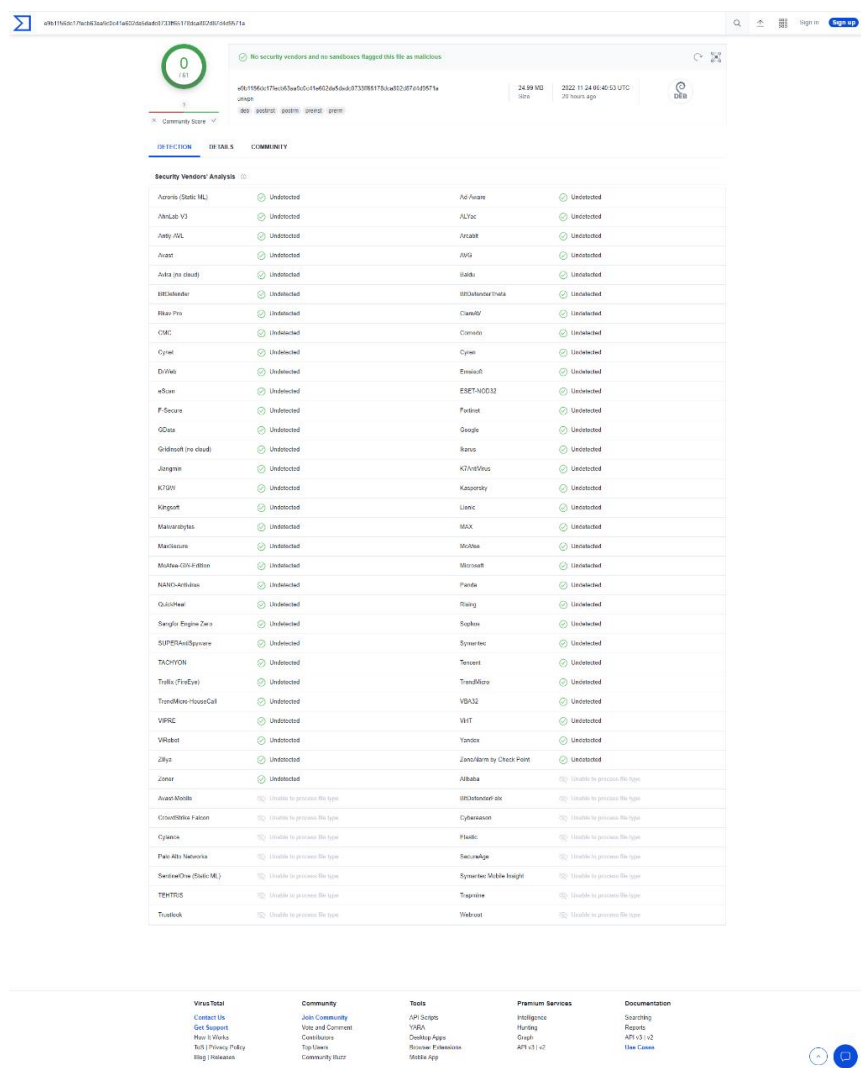 Sign in Sign up
0
/ 61
?
Community Score
No security vendors and no sandboxes flagged this file as malicious
24.99 MB
Size
2022-11-24 06:40:53 UTC
20 hours ago
DEB
deb postinst postrm preinst prerm
DETECTION DETAILS COMMUNITY
Security Vendors' Analysis
Acronis (Static ML) Undetected Ad-Aware Undetected
AhnLab-V3 Undetected ALYac Undetected
Antiy-AVL Undetected Arcabit Undetected
Avast Undetected AVG Undetected
Avira (no cloud) Undetected Baidu Undetected
BitDefender Undetected BitDefenderTheta Undetected
Bkav Pro Undetected ClamAV Undetected
CMC Undetected Comodo Undetected
Cynet Undetected Cyren Undetected
DrWeb Undetected Emsisoft Undetected
eScan Undetected ESET-NOD32 Undetected
F-Secure Undetected Fortinet Undetected
GData Undetected Google Undetected
Gridinsoft (no cloud) Undetected Ikarus Undetected
Jiangmin Undetected K7AntiVirus Undetected
K7GW Undetected Kaspersky Undetected
Kingsoft Undetected Lionic Undetected
Malwarebytes Undetected MAX Undetected
MaxSecure Undetected McAfee Undetected
McAfee-GW-Edition Undetected Microsoft Undetected
NANO-Antivirus Undetected Panda Undetected
QuickHeal Undetected Rising Undetected
Sangfor Engine Zero Undetected Sophos Undetected
SUPERAntiSpyware Undetected Symantec Undetected
TACHYON Undetected Tencent Undetected
Trellix (FireEye) Undetected TrendMicro Undetected
TrendMicro-HouseCall Undetected VBA32 Undetected
VIPRE Undetected ViriT Undetected
ViRobot Undetected Yandex Undetected
Zillya Undetected ZoneAlarm by Check Point Undetected
Zoner Undetected Alibaba Unable to process file type
Avast-Mobile Unable to process file type BitDefenderFalx Unable to process file type
CrowdStrike Falcon Unable to process file type Cybereason Unable to process file type
Cylance Unable to process file type Elastic Unable to process file type
Palo Alto Networks Unable to process file type SecureAge Unable to process file type
SentinelOne (Static ML) Unable to process file type Symantec Mobile Insight Unable to process file type
TEHTRIS Unable to process file type Trapmine Unable to process file type
Trustlook Unable to process file type Webroot Unable to process file type
VirusTotal Community Tools Premium Services Documentation
Contact Us Join Community API Scripts Intelligence Searching
Get Support Vote and Comment YARA Hunting Reports
How It Works Contributors Desktop Apps Graph API v3 | v2
ToS | Privacy Policy Top Users Browser Extensions API v3 | v2 Use Cases
Blog | Releases Community Buzz Mobile App